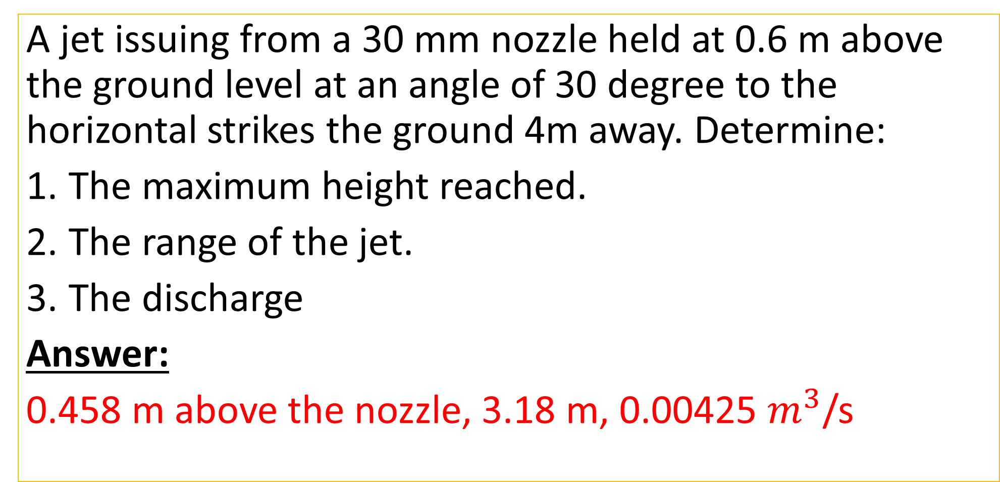 A jet issuing from a 30 mm nozzle held at 0.6 m above
the ground level at an angle of 30 degree to the
horizontal strikes the ground 4m away. Determine:
1. The maximum height reached.
2. The range of the jet.
3. The discharge
Answer:
0.458 m above the nozzle, 3.18 m, 0.00425 m³/s